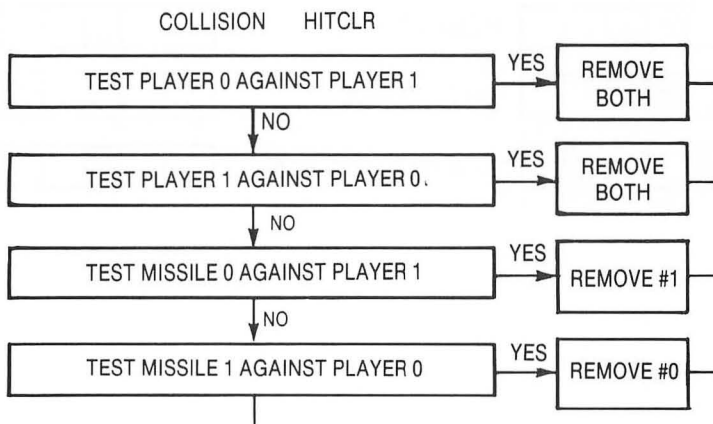 COLLISION HITCLR
TEST PLAYER 0 AGAINST PLAYER 1
YES
REMOVE
BOTH
NO
TEST PLAYER 1 AGAINST PLAYER 0.
YES
REMOVE
BOTH
NO
TEST MISSILE 0 AGAINST PLAYER 1
YES
REMOVE #1
NO
TEST MISSILE 1 AGAINST PLAYER 0
YES
REMOVE #0